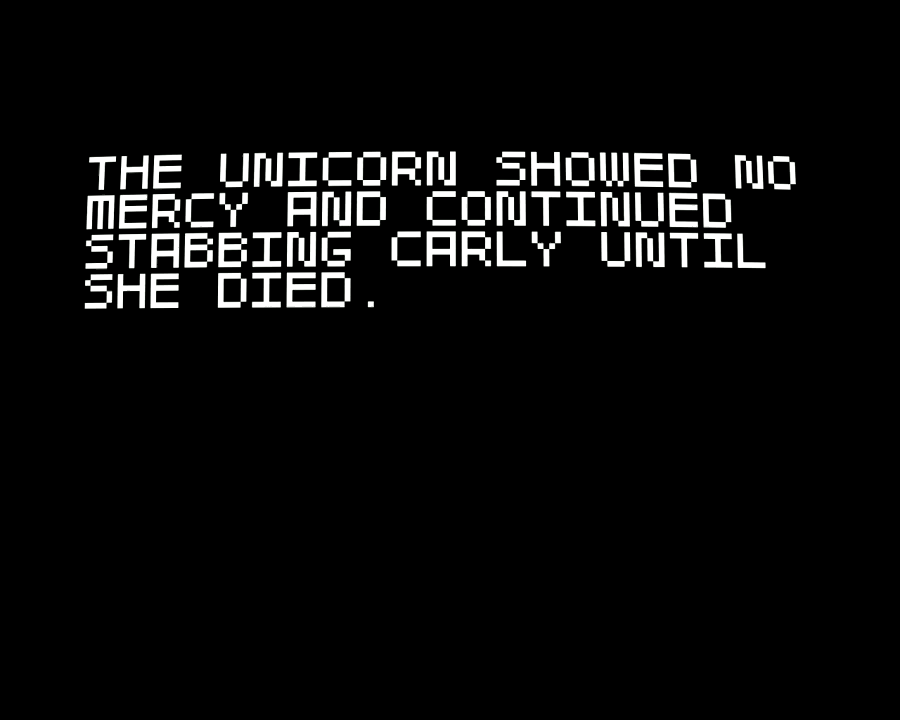 THE UNICORN SHOWED NO
MERCY AND CONTINUED
STABBING CARLY UNTIL
SHE DIED.